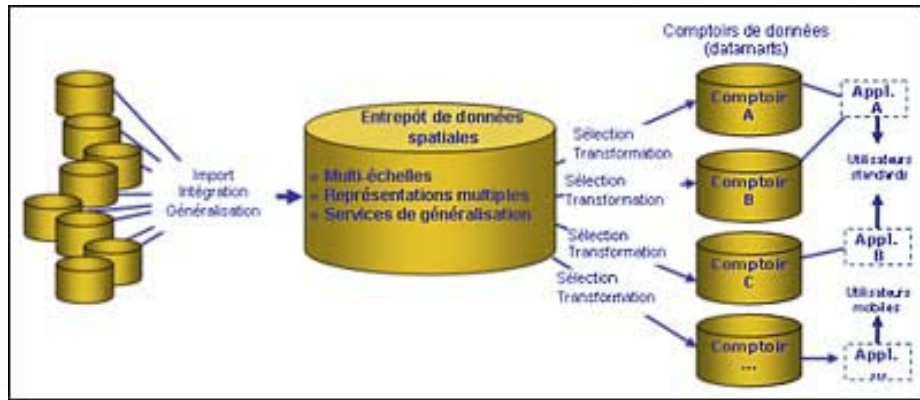 Import
Intégration
Généralisation
Entrepôt de données
spatiales
Multi-échelles
Représentations multiples
Services de généralisation
Sélection
Transformation
Sélection
Transformation
Sélection
Transformation
Sélection
Transformation
Comptoirs de données
(datamarts)
Comptoir
A
Comptoir
B
Comptoir
C
Comptoir
...
Appl.
A
Utilisateurs
standards
Appl.
B
Utilisateurs
mobiles
Appl.
...